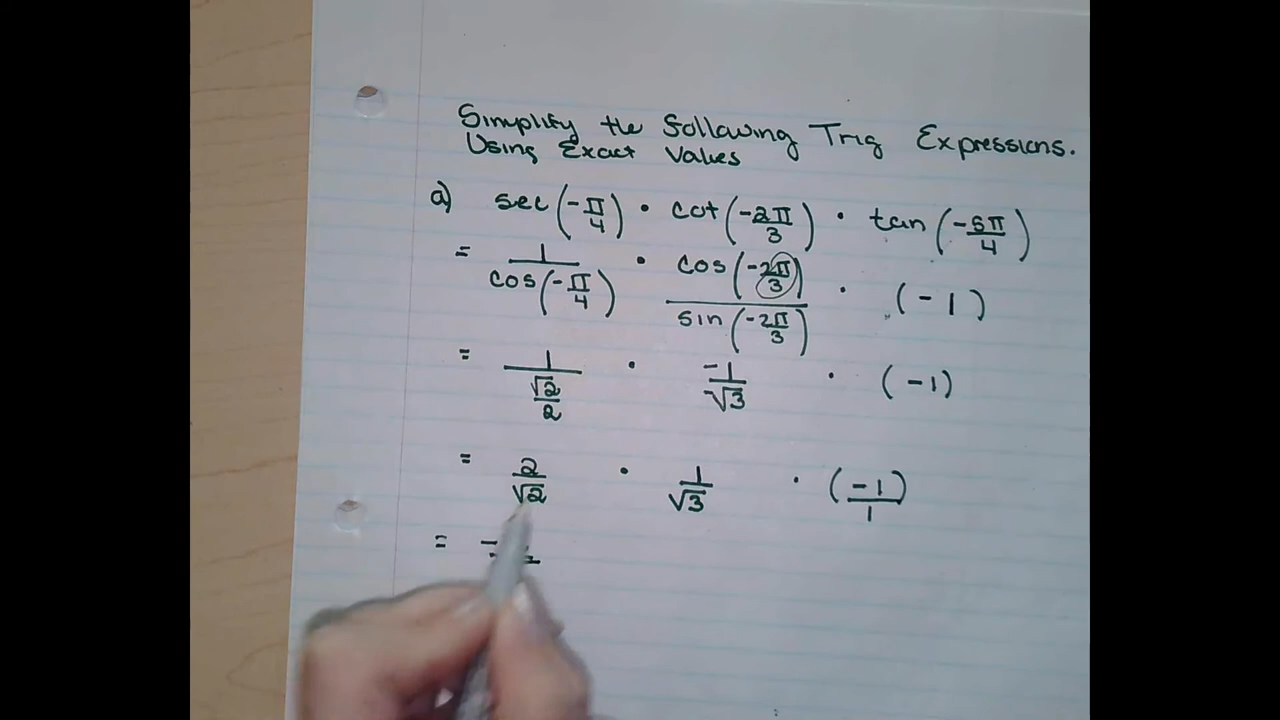 Simplify the Following Trig Expressions.
Using Exact Values
a) sec(-π/4) · cot(-2π/3) · tan(-5π/4)
= 1/cos(-π/4) · cos(-2π/3)/sin(-2π/3) · (-1)
= 1/(√2/2) · -1/-√3 · (-1)
= 2/√2 · 1/√3 · (-1/1)
= -